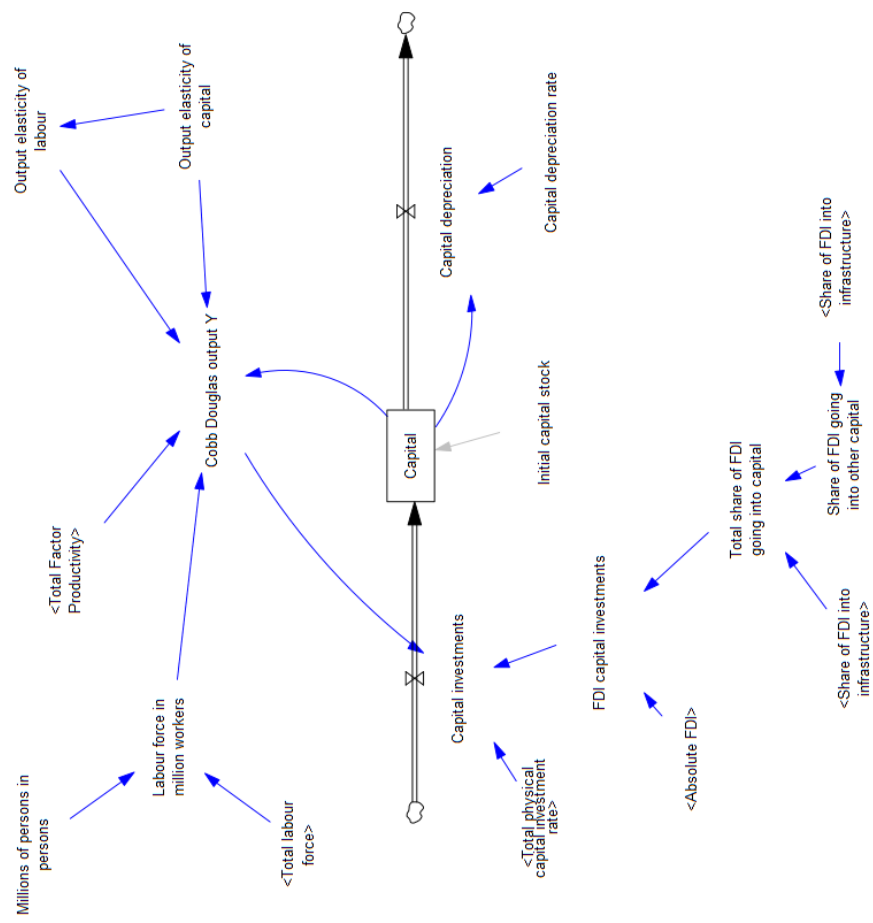 Millions of persons in
persons
Labour force in
million workers
<Total labour
force>
<Total Factor
Productivity>
Output elasticity of
labour
Output elasticity of
capital
Cobb Douglas output Y
Capital investments
Capital
Capital depreciation
Capital depreciation rate
Initial capital stock
<Total physical
capital investment
rate>
FDI capital investments
<Absolute FDI>
Total share of FDI
going into capital
<Share of FDI into
infrastructure>
Share of FDI going
into other capital
<Share of FDI into
infrastructure>